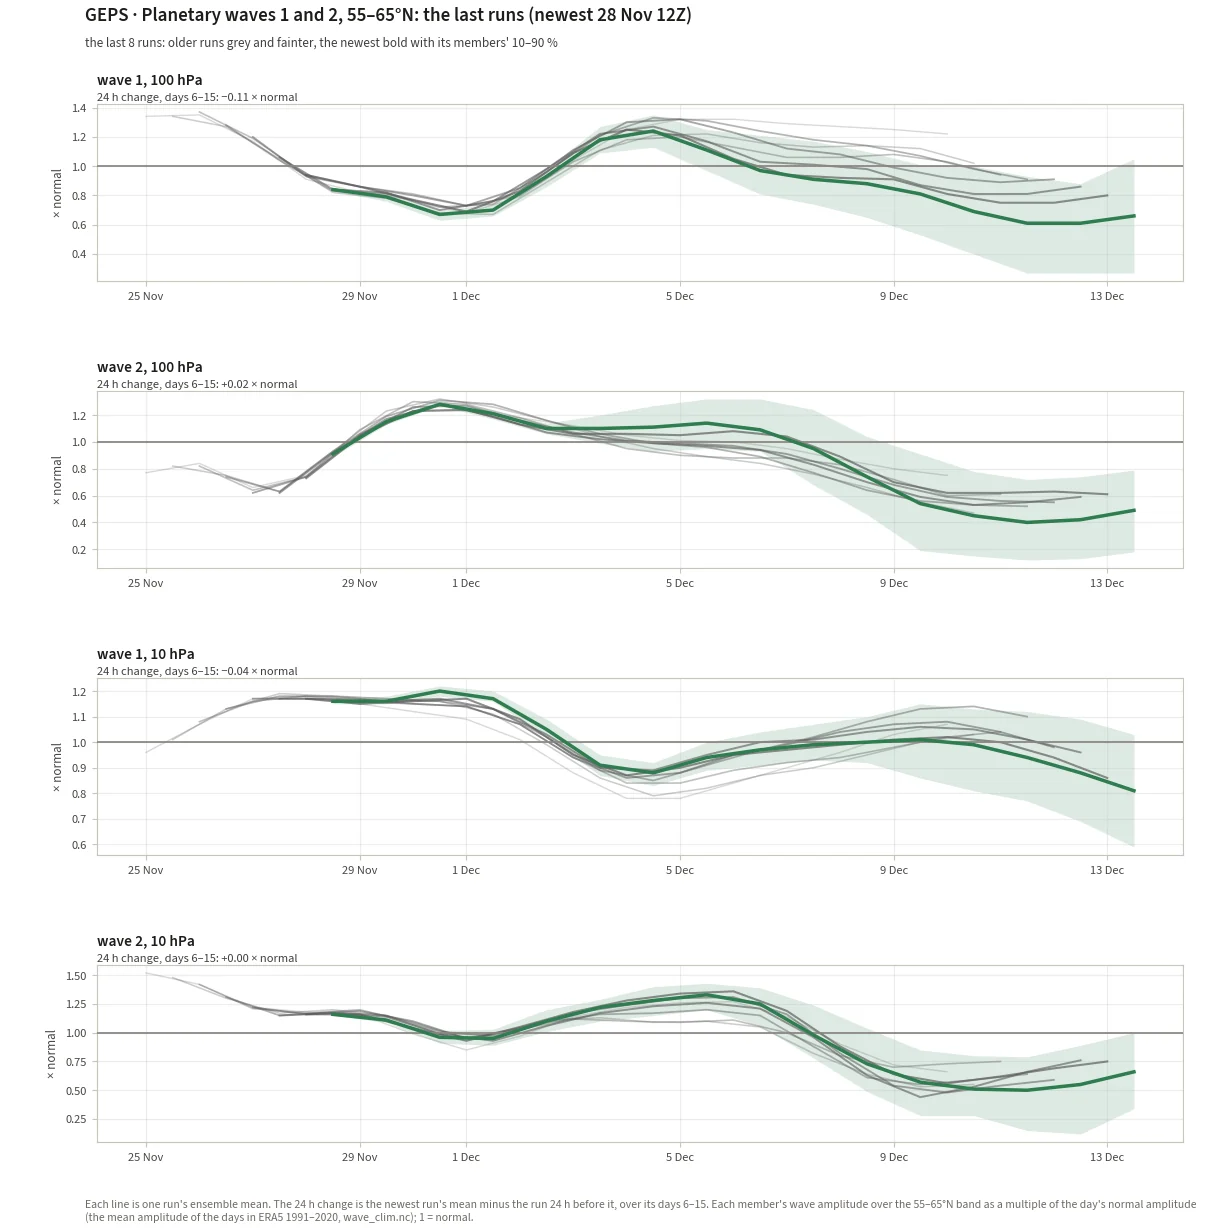 GEPS · Planetary waves 1 and 2, 55–65°N: the last runs (newest 28 Nov 12Z)
the last 8 runs: older runs grey and fainter, the newest bold with its members' 10–90 %
wave 1, 100 hPa
24 h change, days 6–15: −0.11 × normal
1.4
1.2
1.0
0.8
0.6
0.4
× normal
25 Nov
29 Nov
1 Dec
5 Dec
9 Dec
13 Dec
wave 2, 100 hPa
24 h change, days 6–15: +0.02 × normal
1.2
1.0
0.8
0.6
0.4
0.2
× normal
25 Nov
29 Nov
1 Dec
5 Dec
9 Dec
13 Dec
wave 1, 10 hPa
24 h change, days 6–15: −0.04 × normal
1.2
1.1
1.0
0.9
0.8
0.7
0.6
× normal
25 Nov
29 Nov
1 Dec
5 Dec
9 Dec
13 Dec
wave 2, 10 hPa
24 h change, days 6–15: +0.00 × normal
1.50
1.25
1.00
0.75
0.50
0.25
× normal
25 Nov
29 Nov
1 Dec
5 Dec
9 Dec
13 Dec
Each line is one run's ensemble mean. The 24 h change is the newest run's mean minus the run 24 h before it, over its days 6–15. Each member's wave amplitude over the 55–65°N band as a multiple of the day's normal amplitude
(the mean amplitude of the days in ERA5 1991–2020, wave_clim.nc); 1 = normal.